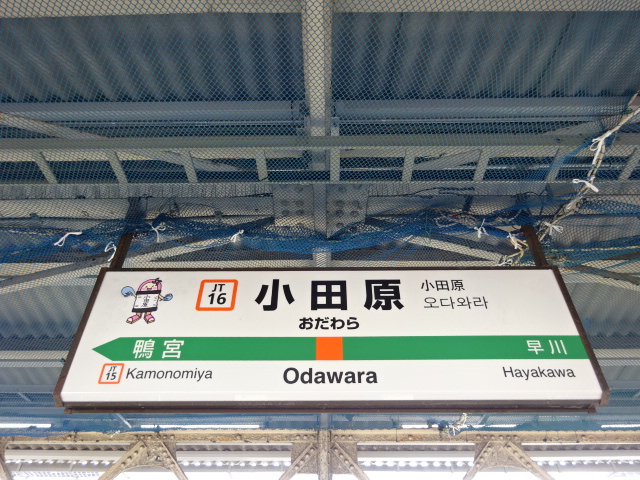 JT
16
小田原
小田原
오다와라
おだわら
鴨宮
早川
JT
15
Kamonomiya
Odawara
Hayakawa